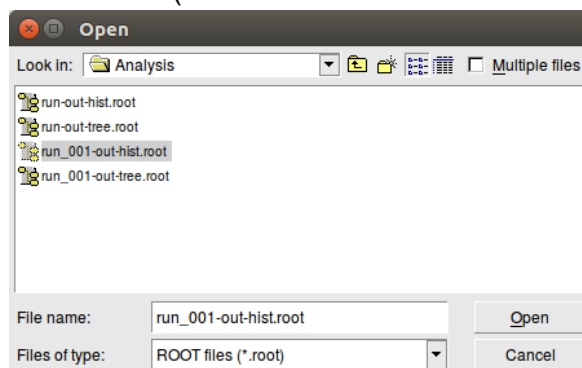 (
Open
Look in: Analysis Multiple files
run-out-hist.root
run-out-tree.root
run_001-out-hist.root
run_001-out-tree.root
File name: run_001-out-hist.root Open
Files of type: ROOT files (*.root) Cancel